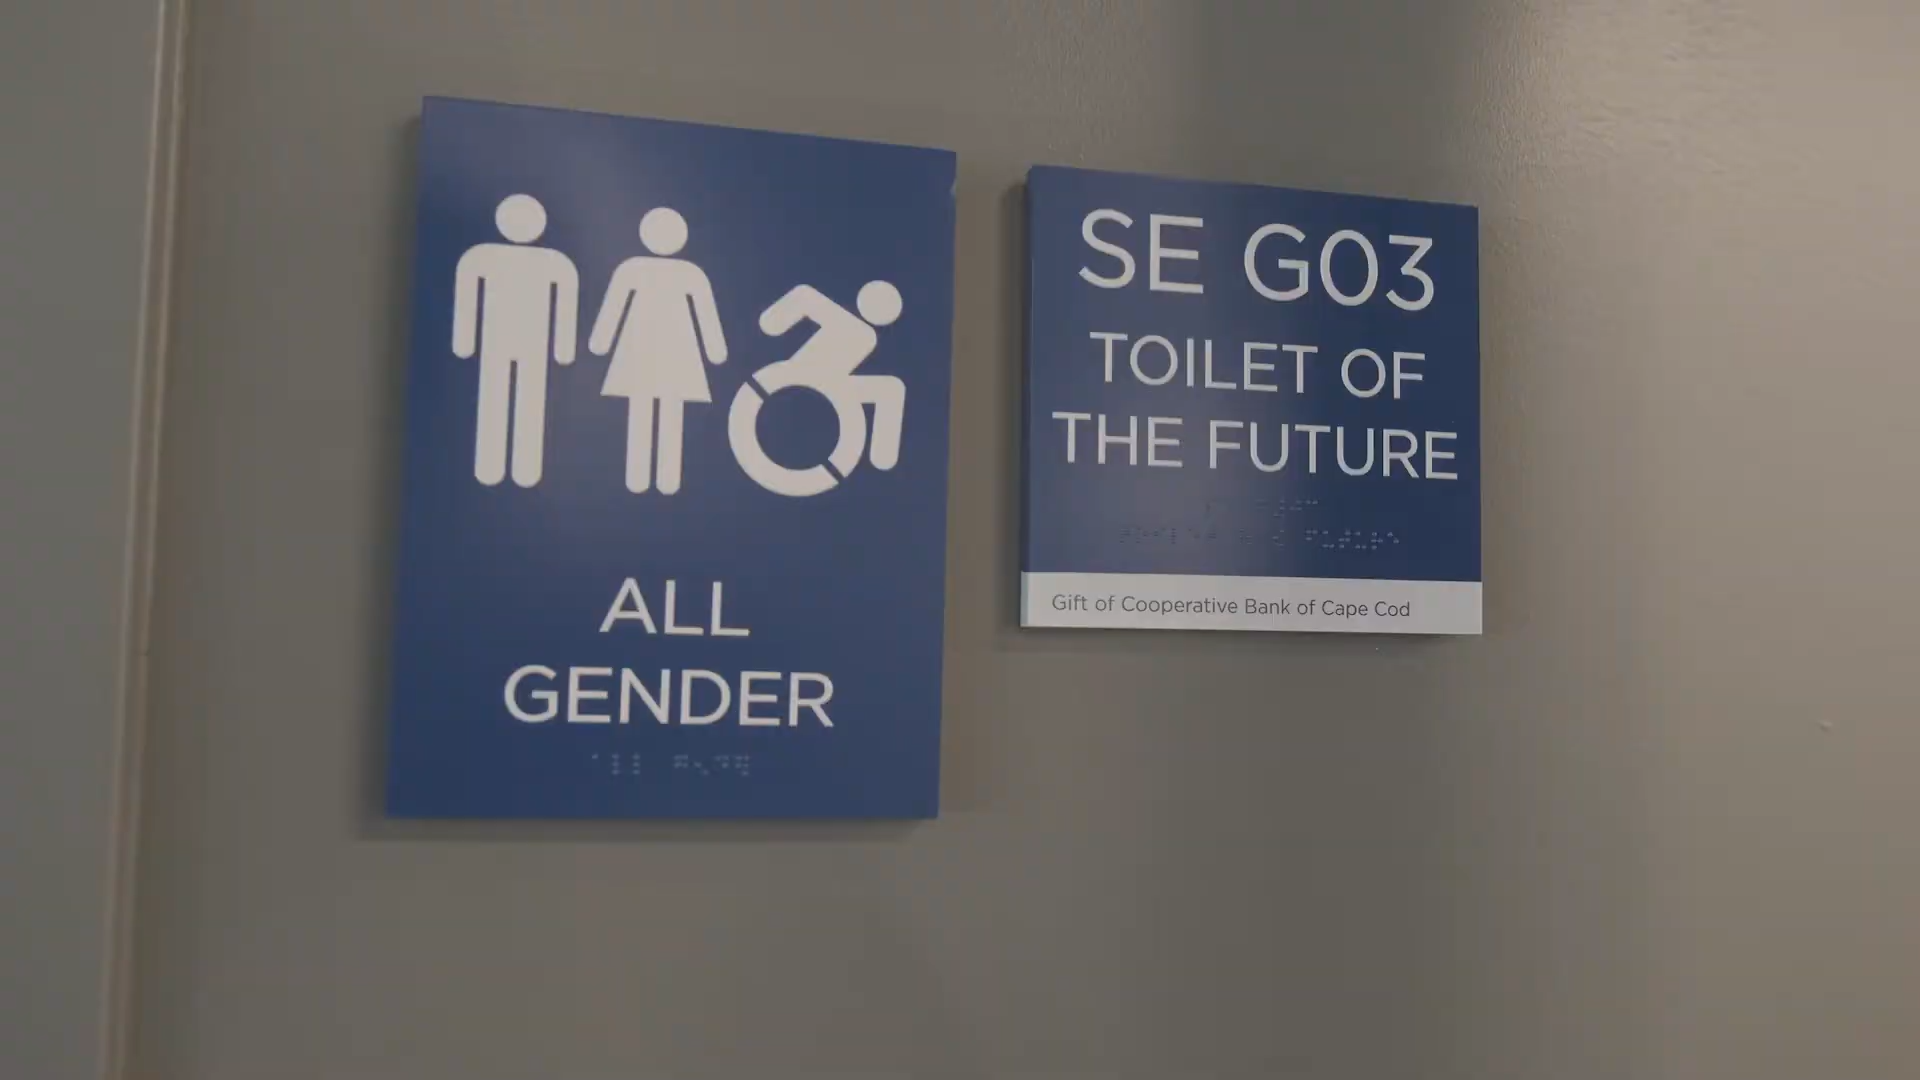 ALL
GENDER
SE G03
TOILET OF
THE FUTURE
Gift of Cooperative Bank of Cape Cod